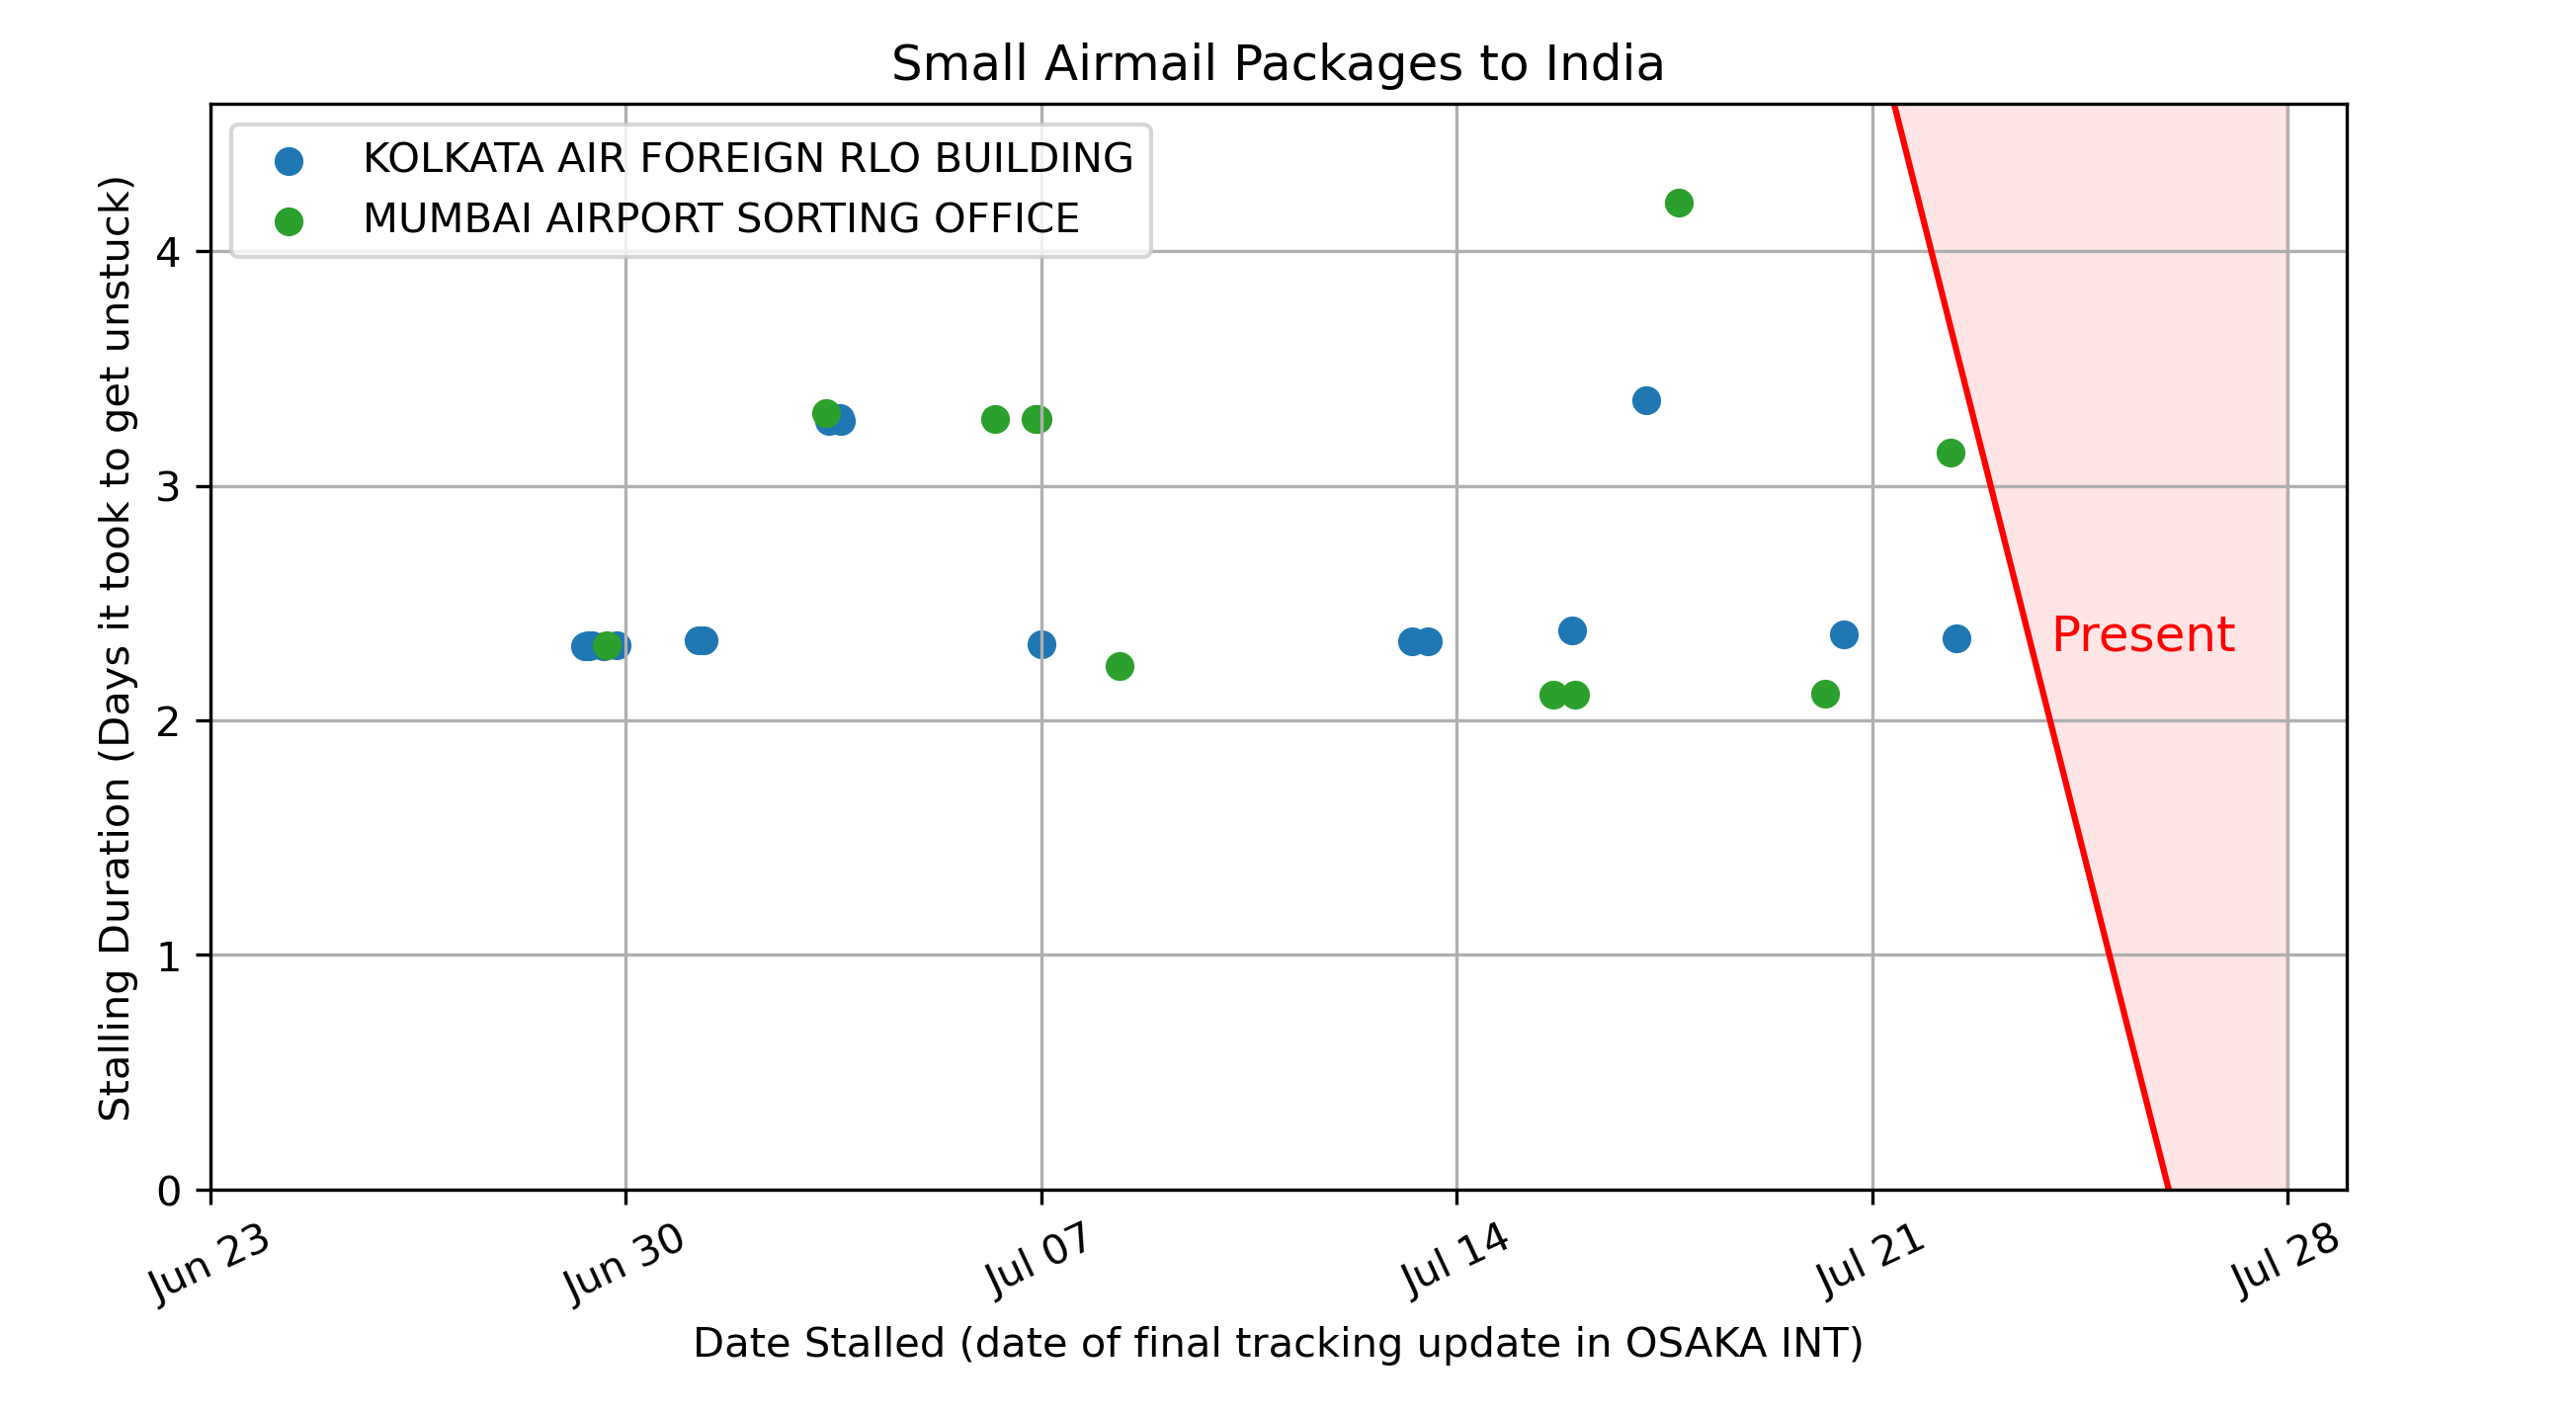 Small Airmail Packages to India
KOLKATA AIR FOREIGN RLO BUILDING
MUMBAI AIRPORT SORTING OFFICE
Stalling Duration (Days it took to get unstuck)
4
3
2
1
0
Present
Jun 23
Jun 30
Jul 07
Jul 14
Jul 21
Jul 28
Date Stalled (date of final tracking update in OSAKA INT)